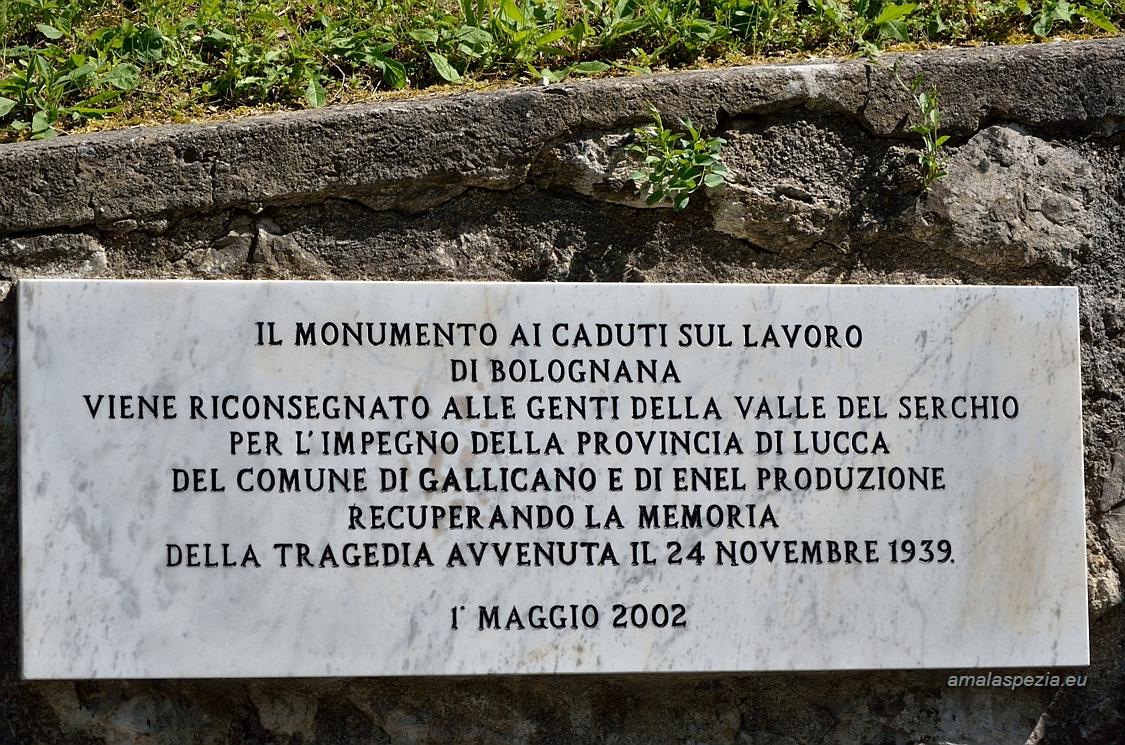 IL MONUMENTO AI CADUTI SUL LAVORO
DI BOLOGNANA
VIENE RICONSEGNATO ALLE GENTI DELLA VALLE DEL SERCHIO
PER L'IMPEGNO DELLA PROVINCIA DI LUCCA
DEL COMUNE DI GALLICANO E DI ENEL PRODUZIONE
RECUPERANDO LA MEMORIA
DELLA TRAGEDIA AVVENUTA IL 24 NOVEMBRE 1939.
1° MAGGIO 2002
amalaspezia.eu